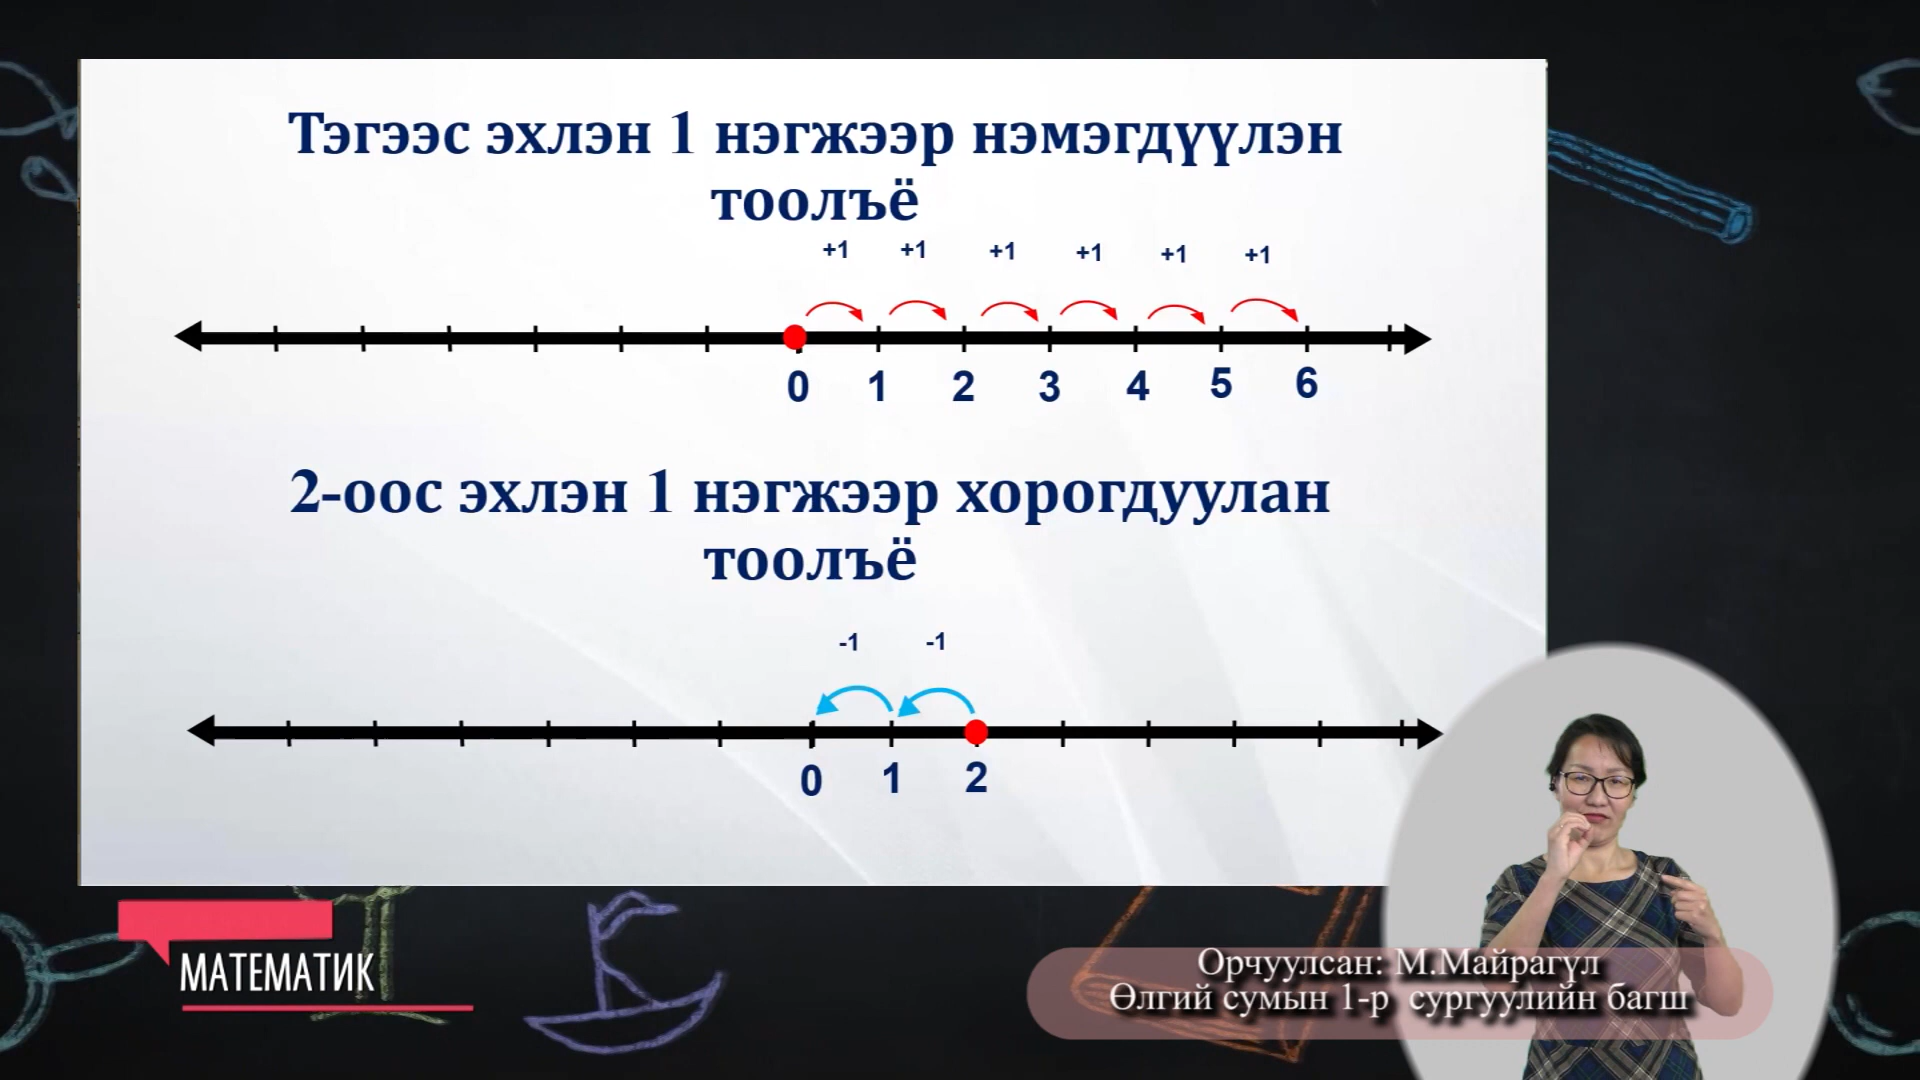 Тэгээс эхлэн 1 нэгжээр нэмэгдүүлэн
тоолъё
+1 +1 +1 +1 +1 +1
0 1 2 3 4 5 6
2-оос эхлэн 1 нэгжээр хорогдуулан
тоолъё
-1 -1
0 1 2
МАТЕМАТИК
Орчуулсан: М.Майрагүл
Өлгий сумын 1-р сургуулийн багш